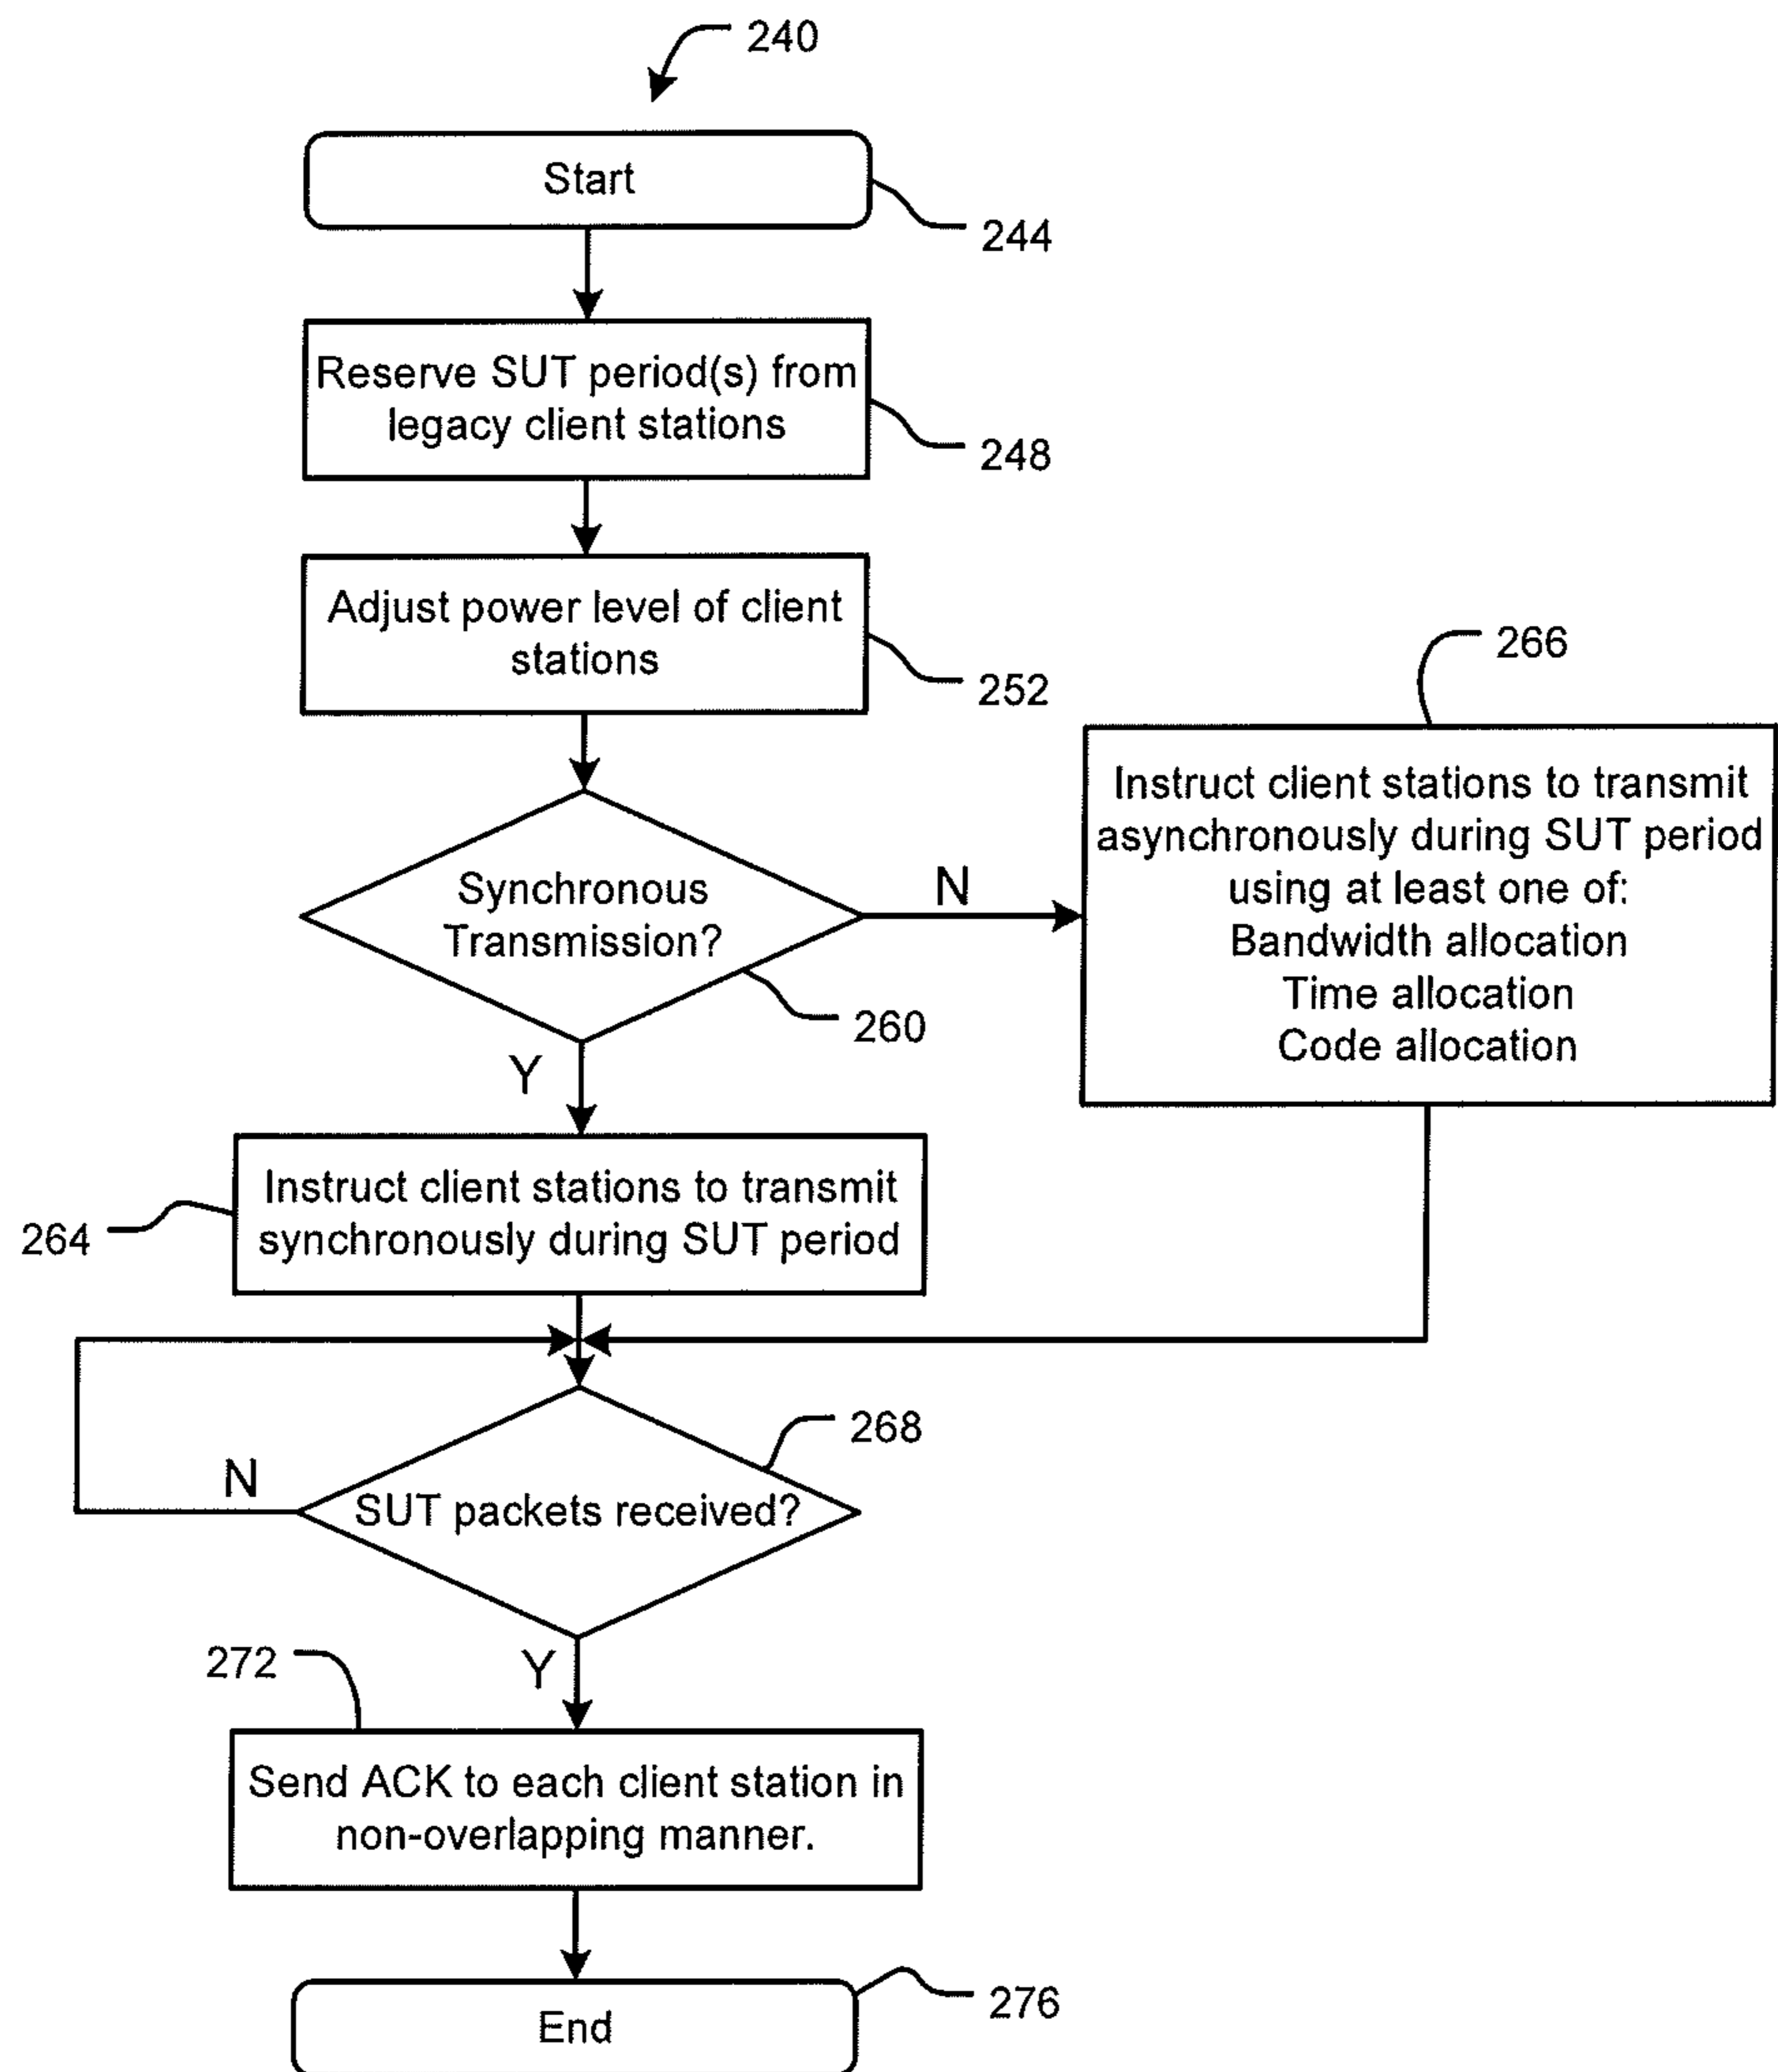 240
Start
244
Reserve SUT period(s) from
legacy client stations
248
Adjust power level of client
stations
252
266
Instruct client stations to transmit
asynchronously during SUT period
using at least one of:
Bandwidth allocation
Time allocation
Code allocation
Synchronous
Transmission?
N
260
Y
Instruct client stations to transmit
synchronously during SUT period
264
268
N
SUT packets received?
272
Y
Send ACK to each client station in
non-overlapping manner.
End
276